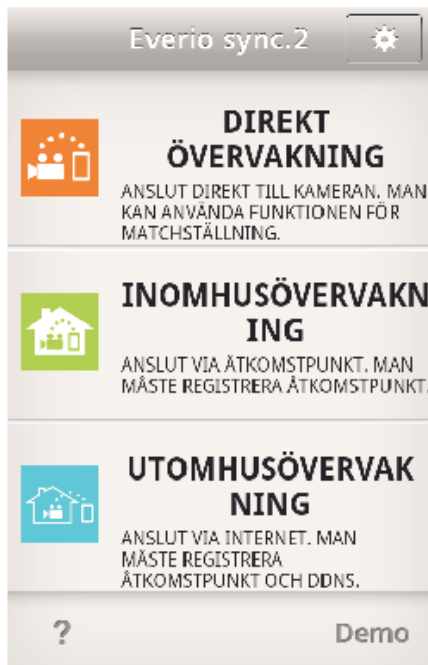 Everio sync.2
DIREKT
ÖVERVAKNING
ANSLUT DIREKT TILL KAMERAN. MAN
KAN ANVÄNDA FUNKTIONEN FÖR
MATCHSTÄLLNING.
INOMHUSÖVERVAKN
ING
ANSLUT VIA ÅTKOMSTPUNKT. MAN
MÅSTE REGISTRERA ÅTKOMSTPUNKT.
UTOMHUSÖVERVAK
NING
ANSLUT VIA INTERNET. MAN
MÅSTE REGISTRERA
ÅTKOMSTPUNKT OCH DDNS.
? Demo